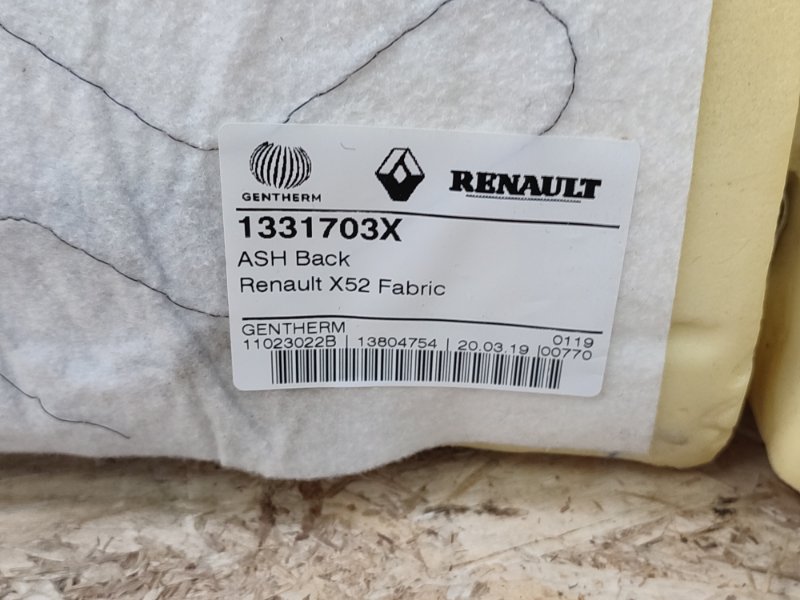 GENTHERM
RENAULT
1331703X
ASH Back
Renault X52 Fabric
GENTHERM 0119
11023022B | 13804754 | 20.03.19 | 00770